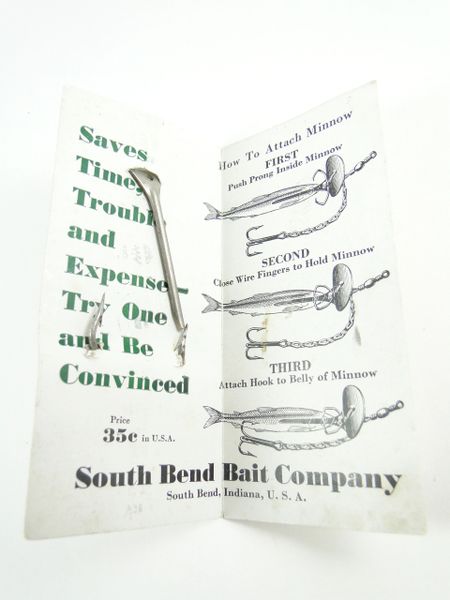 Saves
Time,
Trouble
and
Expense—
Try One
and Be
Convinced
Price
35c in U.S.A.
How To Attach Minnow
FIRST
Push Prong Inside Minnow
SECOND
Close Wire Fingers to Hold Minnow
THIRD
Attach Hook to Belly of Minnow
South Bend Bait Company
South Bend, Indiana, U. S. A.